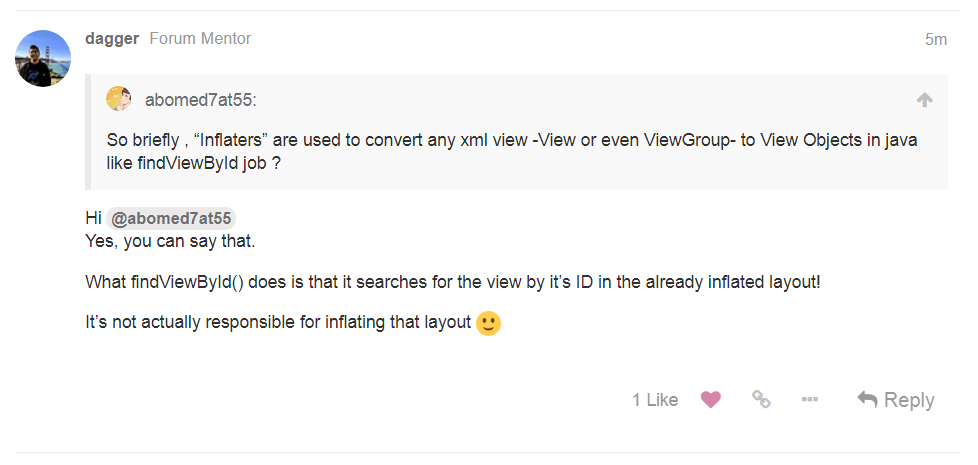 dagger Forum Mentor 5m
abomed7at55:
So briefly , “Inflaters” are used to convert any xml view -View or even ViewGroup- to View Objects in java
like findViewById job ?
Hi @abomed7at55
Yes, you can say that.
What findViewById() does is that it searches for the view by it’s ID in the already inflated layout!
It’s not actually responsible for inflating that layout
1 Like Reply